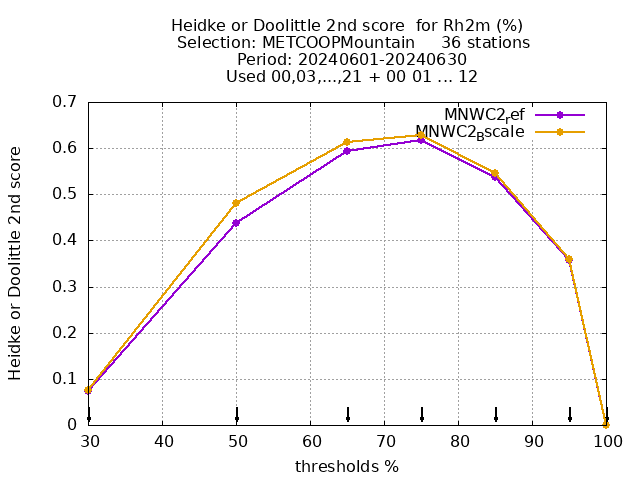 Heidke or Doolittle 2nd score  for Rh2m (%)
Selection: METCOOPMountain     36 stations
Period: 20240601-20240630
Used 00,03,...,21 + 00 01 ... 12
MNWC2_ref
MNWC2_Bscale
0.7
0.6
0.5
0.4
0.3
0.2
0.1
0
Heidke or Doolittle 2nd score
30 40 50 60 70 80 90 100
thresholds %